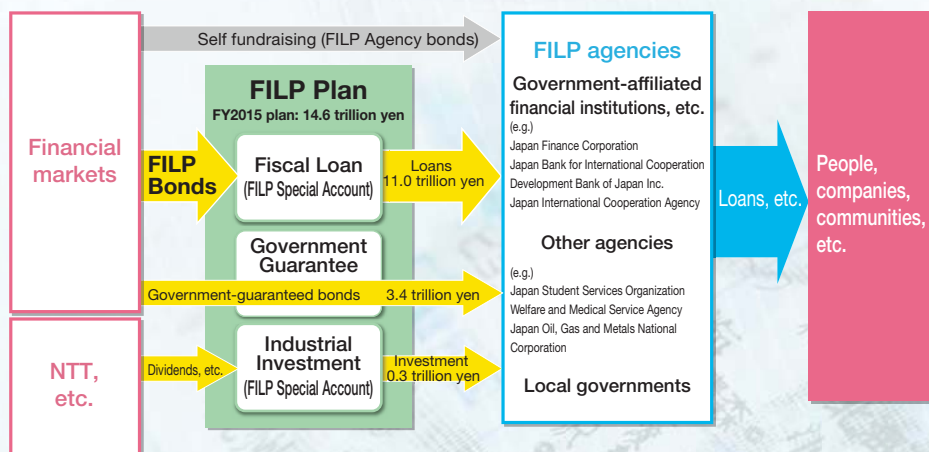 Self fundraising (FILP Agency bonds)
Financial
markets
FILP
Bonds
FILP Plan
FY2015 plan: 14.6 trillion yen
Fiscal Loan
(FILP Special Account)
Loans
11.0 trillion yen
Government
Guarantee
Government-guaranteed bonds
3.4 trillion yen
NTT,
etc.
Dividends, etc.
Industrial
Investment
(FILP Special Account)
Investment
0.3 trillion yen
FILP agencies
Government-affiliated
financial institutions, etc.
(e.g.)
Japan Finance Corporation
Japan Bank for International Cooperation
Development Bank of Japan Inc.
Japan International Cooperation Agency
Other agencies
(e.g.)
Japan Student Services Organization
Welfare and Medical Service Agency
Japan Oil, Gas and Metals National
Corporation
Local governments
Loans, etc.
People,
companies,
communities,
etc.